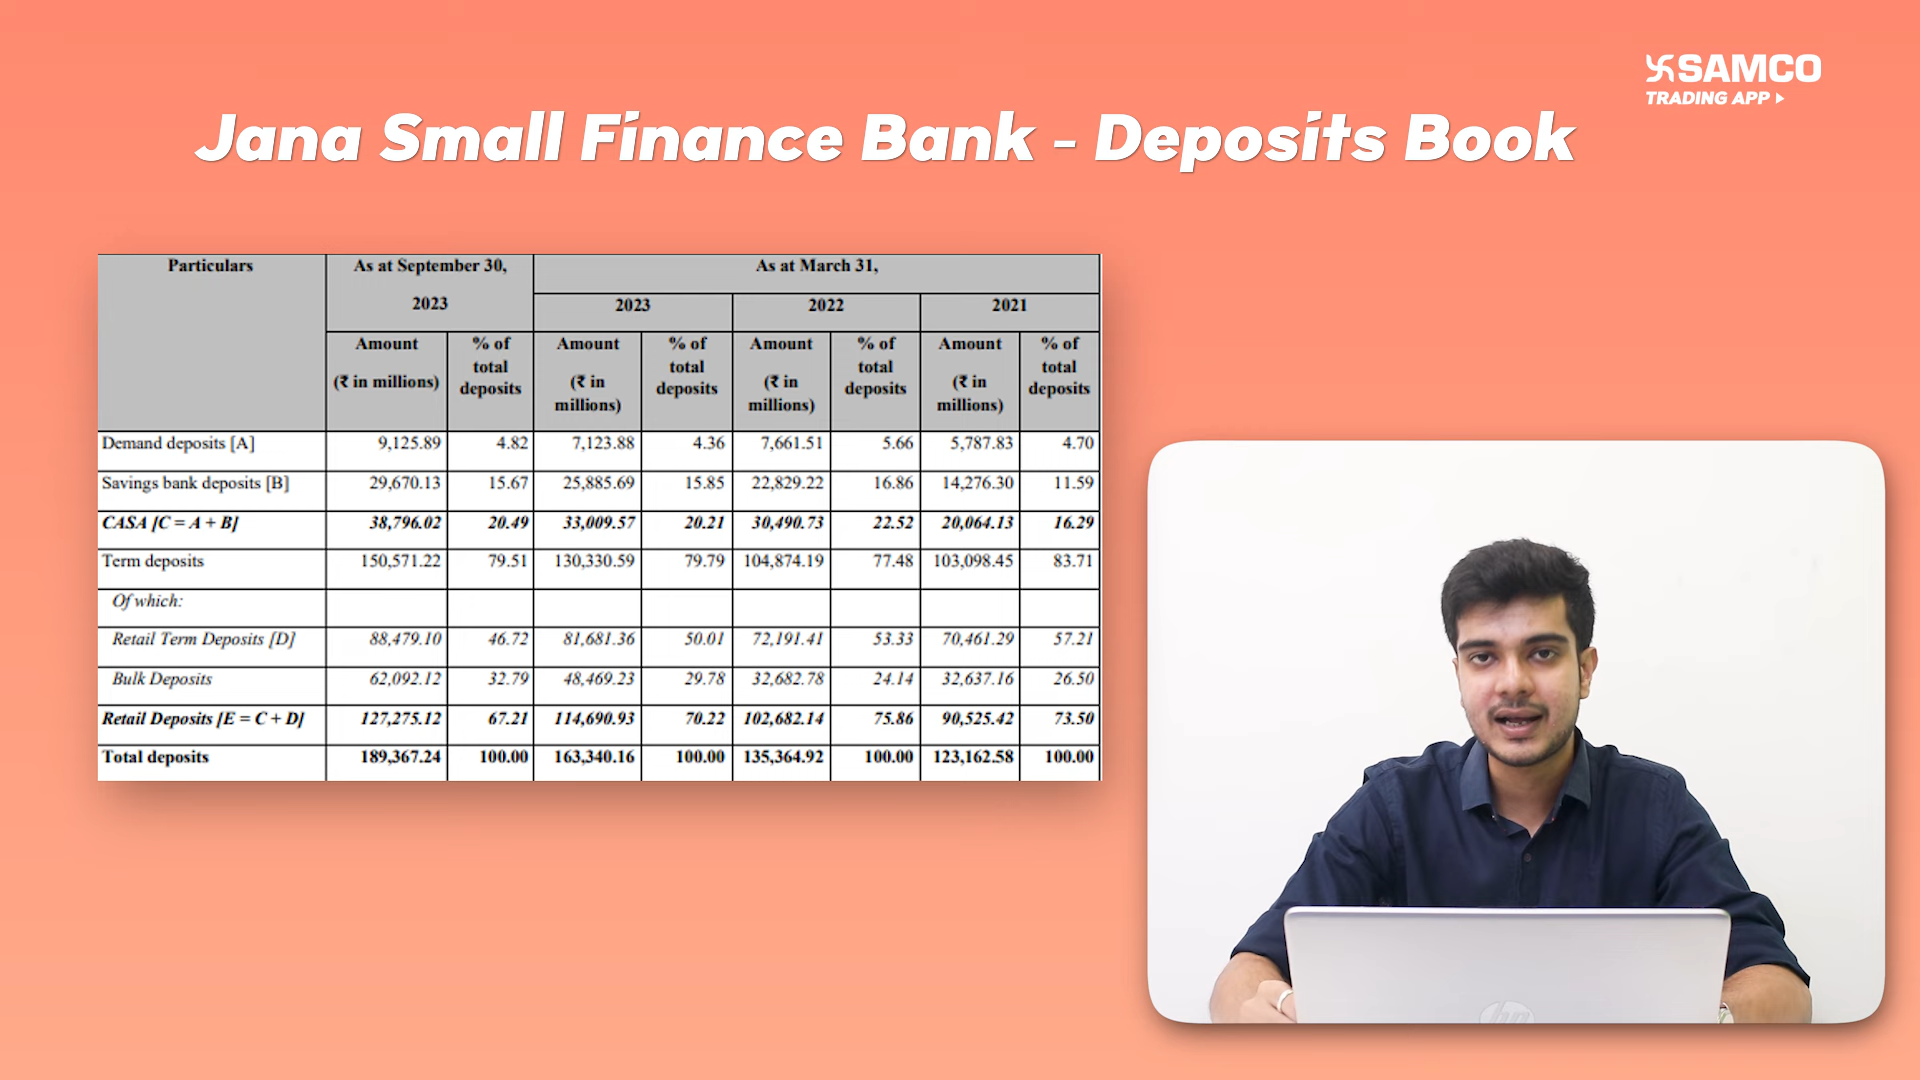 SAMCO
TRADING APP
Jana Small Finance Bank - Deposits Book
Particulars As at September 30, As at March 31,
2023 2023 2022 2021
Amount % of Amount % of Amount % of Amount % of
total total total total
(₹ in millions) deposits (₹ in deposits (₹ in deposits (₹ in deposits
millions) millions) millions)
Demand deposits [A] 9,125.89 4.82 7,123.88 4.36 7,661.51 5.66 5,787.83 4.70
Savings bank deposits [B] 29,670.13 15.67 25,885.69 15.85 22,829.22 16.86 14,276.30 11.59
CASA [C = A + B] 38,796.02 20.49 33,009.57 20.21 30,490.73 22.52 20,064.13 16.29
Term deposits 150,571.22 79.51 130,330.59 79.79 104,874.19 77.48 103,098.45 83.71
Of which:
Retail Term Deposits [D] 88,479.10 46.72 81,681.36 50.01 72,191.41 53.33 70,461.29 57.21
Bulk Deposits 62,092.12 32.79 48,469.23 29.78 32,682.78 24.14 32,637.16 26.50
Retail Deposits [E = C + D] 127,275.12 67.21 114,690.93 70.22 102,682.14 75.86 90,525.42 73.50
Total deposits 189,367.24 100.00 163,340.16 100.00 135,364.92 100.00 123,162.58 100.00
hp